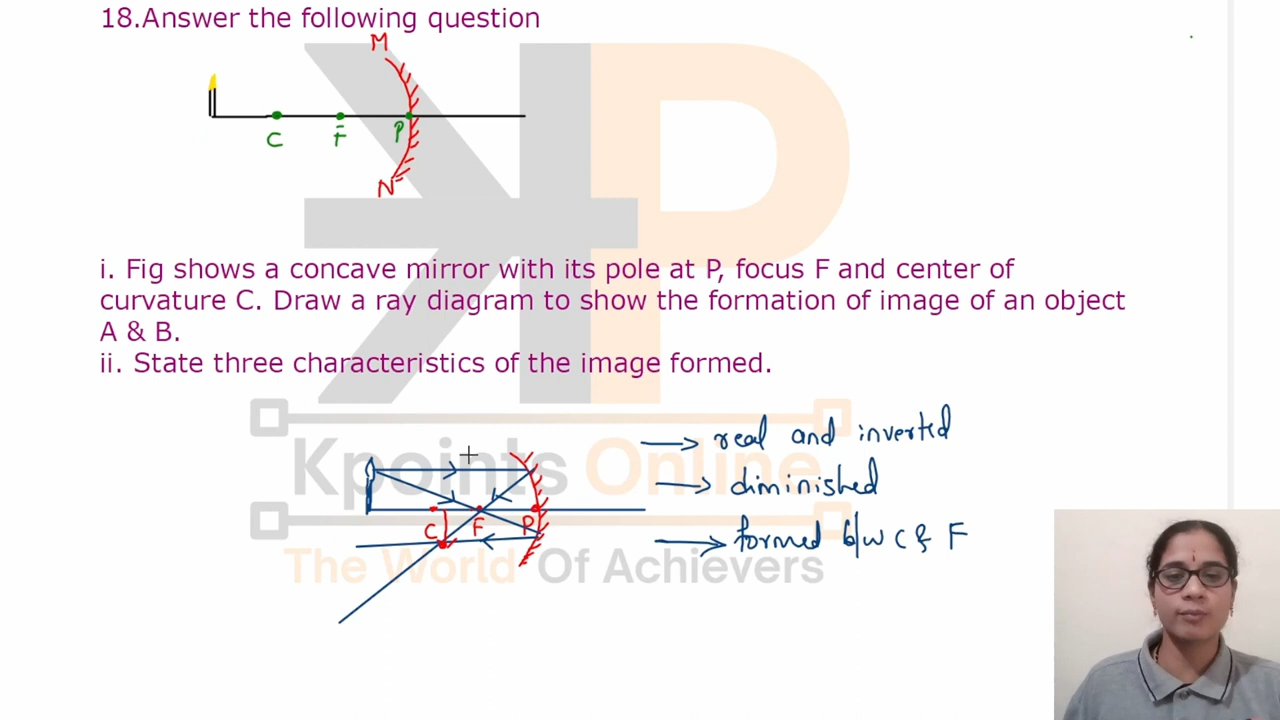 18.Answer the following question
M
C F P
N
i. Fig shows a concave mirror with its pole at P, focus F and center of
curvature C. Draw a ray diagram to show the formation of image of an object
A & B.
ii. State three characteristics of the image formed.
→ real and inverted
→ diminished
→ formed b/w C & F
C F P
Kpoints Online
The World Of Achievers